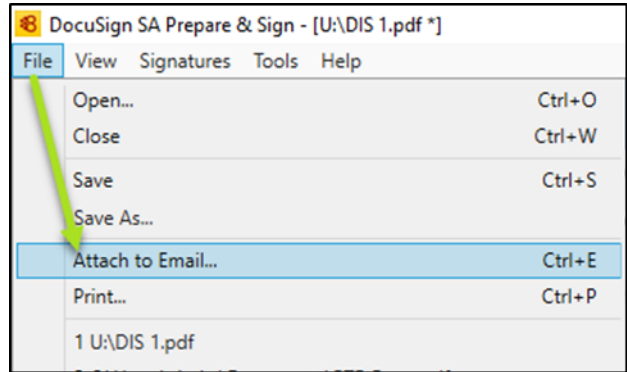 DocuSign SA Prepare & Sign - [U:\DIS 1.pdf *]
File View Signatures Tools Help
Open... Ctrl+O
Close Ctrl+W
Save Ctrl+S
Save As...
Attach to Email... Ctrl+E
Print... Ctrl+P
1 U:\DIS 1.pdf